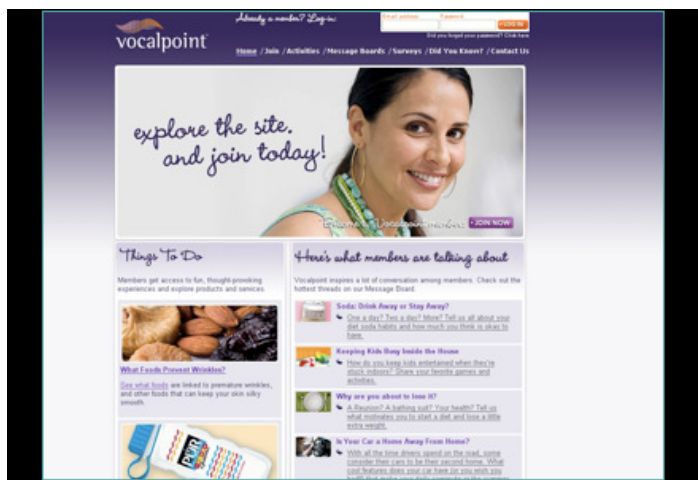 Already a member? Log-in:
Email address: Password:
LOG IN
Did you forget your password? Click here
vocalpoint
Home / Join / Activities / Message Boards / Surveys / Did You Know? / Contact Us
explore the site.
and join today!
Become a Vocalpoint member: JOIN NOW
Things To Do
Members get access to fun, thought-provoking
experiences and explore products and services.
What Foods Prevent Wrinkles?
See what foods are linked to premature wrinkles,
and other foods that can keep your skin silky
smooth.
PUR
Here's what members are talking about
Vocalpoint inspires a lot of conversation among members. Check out the
hottest threads on our Message Board.
Soda: Drink Away or Stay Away?
One a day? Two a day? More? Tell us all about your
diet soda habits and how much you think is okay to
have.
Keeping Kids Busy Inside the House
How do you keep kids entertained when they're
stuck indoors? Share your favorite games and
activities.
Why are you about to lose it?
A Reunion? A bathing suit? Your health? Tell us
what motivates you to start a diet and lose a little
extra weight.
Is Your Car a Home Away From Home?
With all the time drivers spend on the road, some
consider their cars to be their second home. What
cool features does your car have (or you wish you